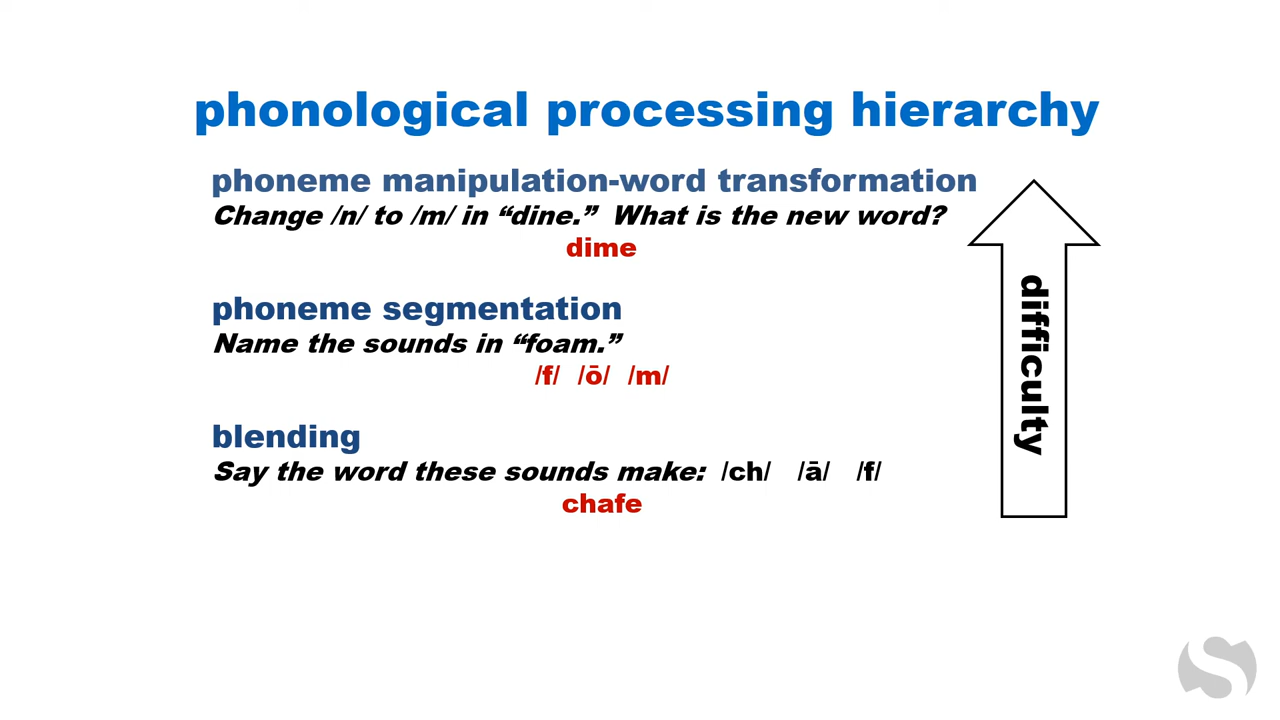 phonological processing hierarchy
phoneme manipulation-word transformation
Change /n/ to /m/ in “dine.” What is the new word?
dime
phoneme segmentation
Name the sounds in “foam.”
/f/ /ō/ /m/
blending
Say the word these sounds make: /ch/ /ā/ /f/
chafe
difficulty
S